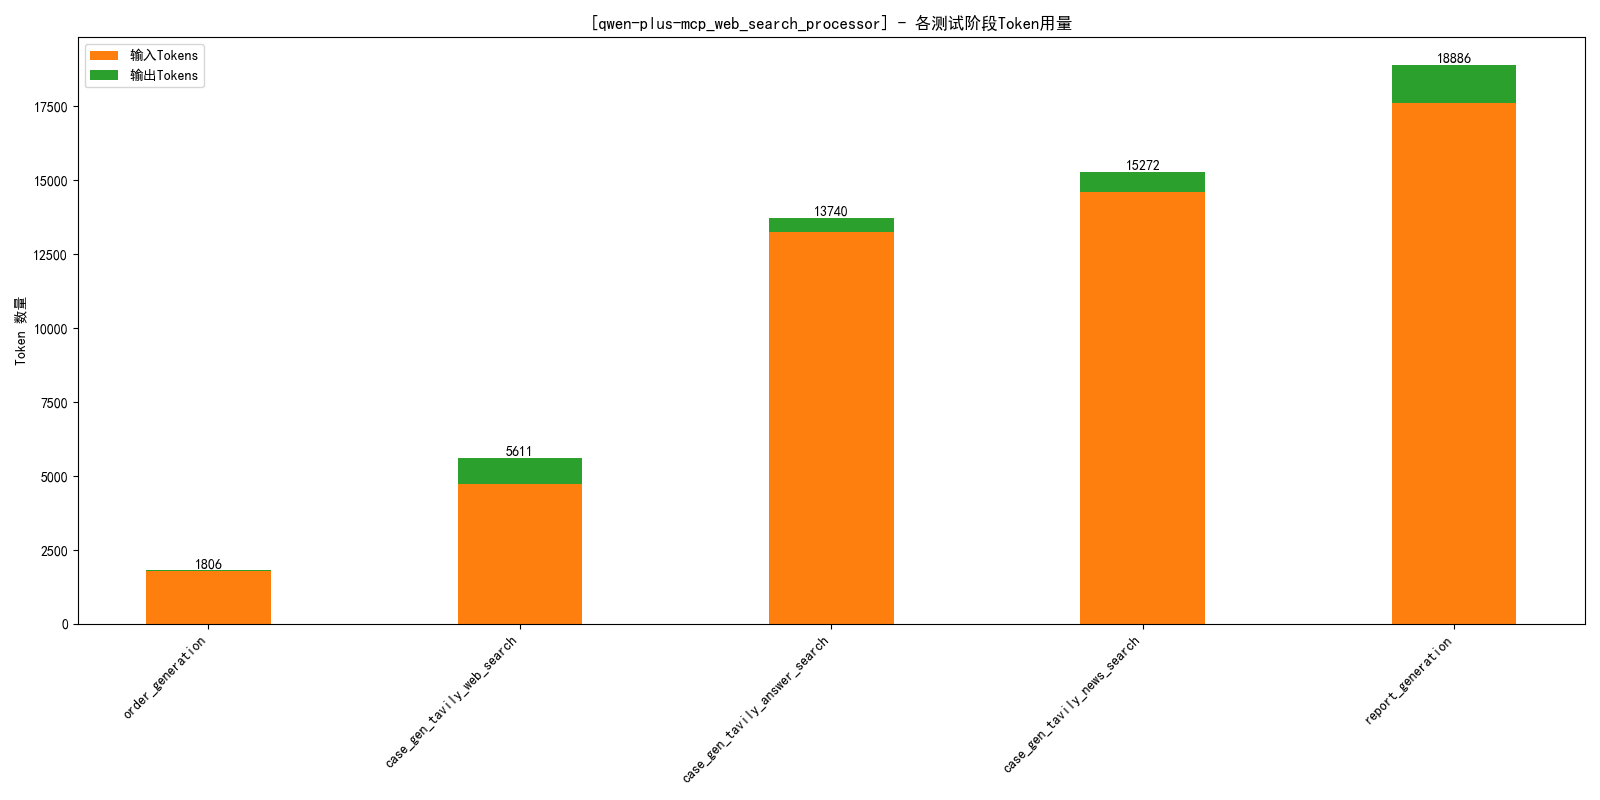 [qwen-plus-mcp_web_search_processor] - 各测试阶段Token用量
输入Tokens
输出Tokens
Token 数量
17500
15000
12500
10000
7500
5000
2500
0
1806
5611
13740
15272
18886
order_generation
case_gen_tavily_web_search
case_gen_tavily_answer_search
case_gen_tavily_news_search
report_generation